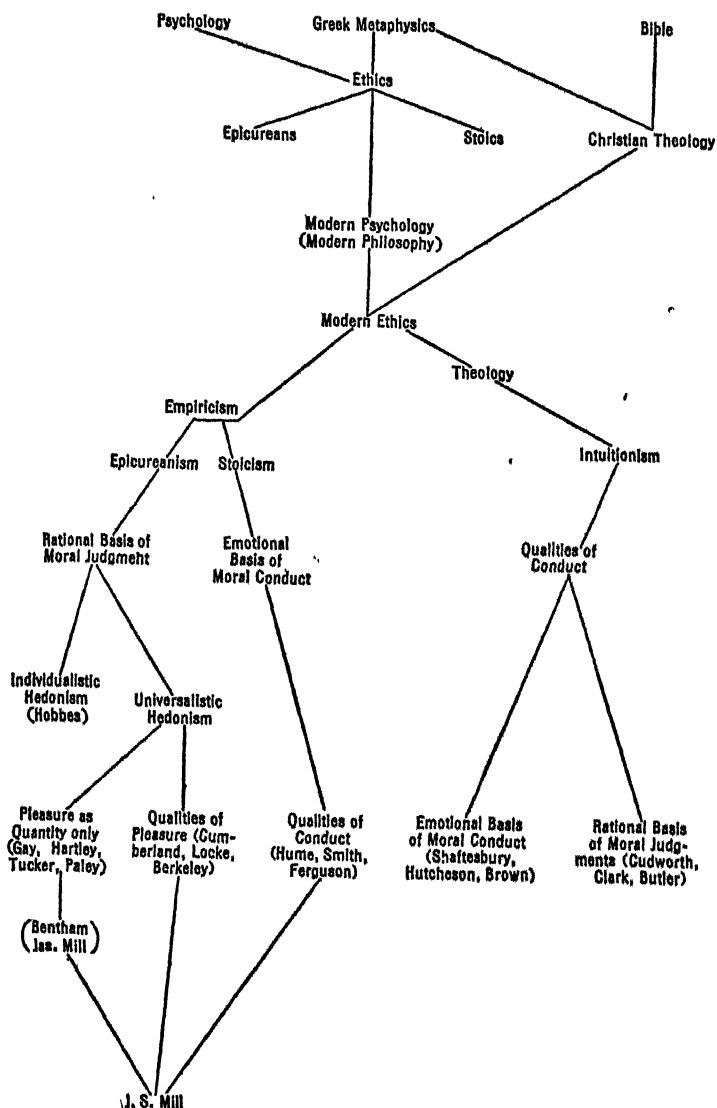 Psychology
Greek Metaphysics
Bible
Ethics
Epicureans
Stoics
Christian Theology
Modern Psychology
(Modern Philosophy)
Modern Ethics
Theology
Empiricism
Epicureanism
Stoicism
Intuitionism
Rational Basis of
Moral Judgment
Emotional
Basis of
Moral Conduct
Qualities of
Conduct
Individualistic
Hedonism
(Hobbes)
Universalistic
Hedonism
Pleasure as
Quantity only
(Gay, Hartley,
Tucker, Paley)
Qualities of
Pleasure (Cum-
berland, Locke,
Berkeley)
Qualities of
Conduct
(Hume, Smith,
Ferguson)
Emotional Basis
of Moral Conduct
(Shaftesbury,
Hutcheson, Brown)
Rational Basis
of Moral Judg-
ments (Cudworth,
Clark, Butler)
(Bentham
Jas. Mill)
J. S. Mill